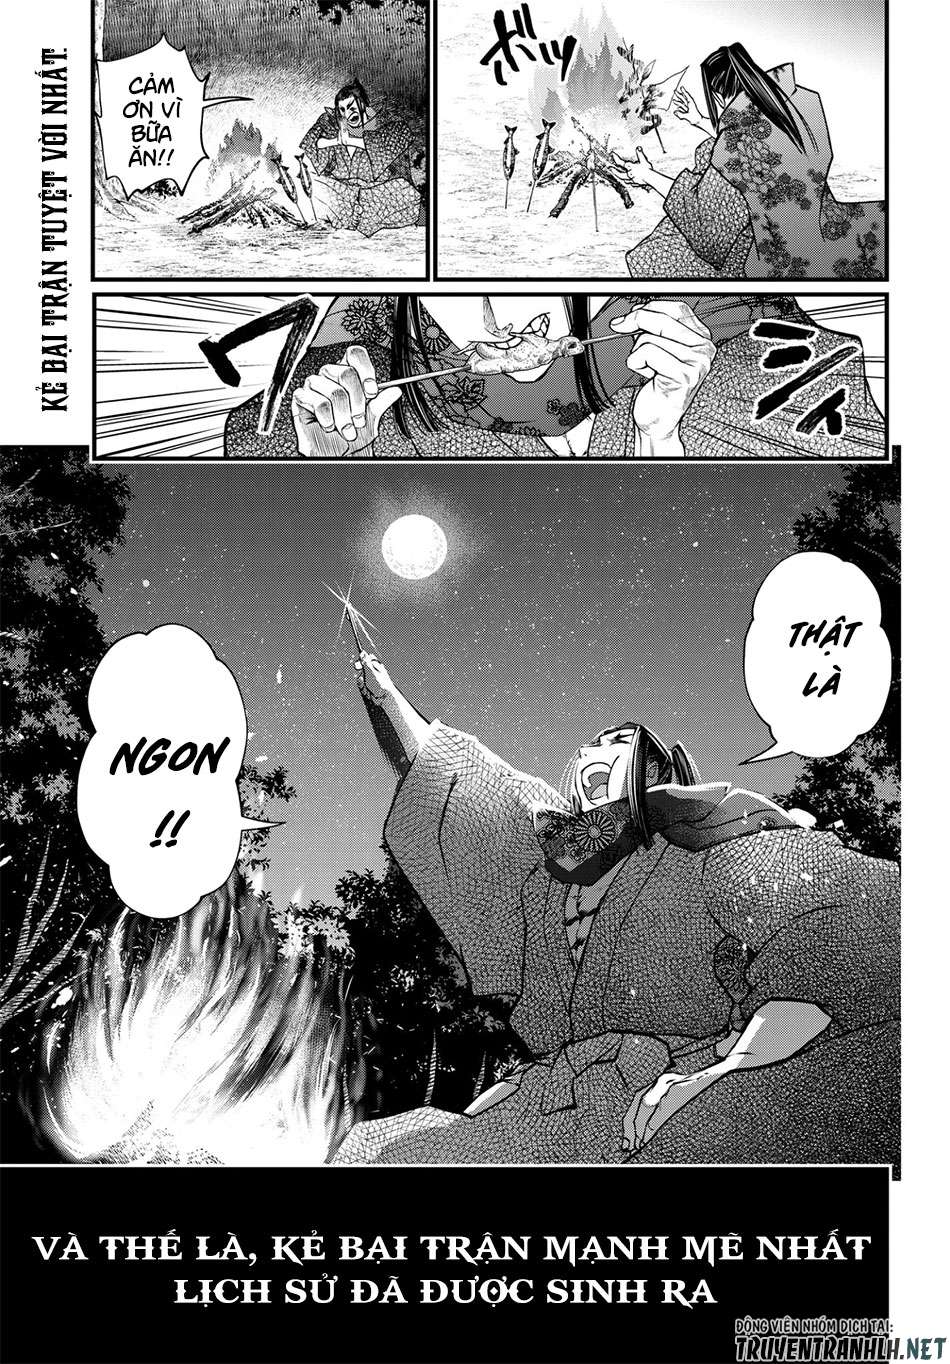 KẺ BẠI TRẬN TUYỆT VỜI NHẤT.
CẢM
ƠN VÌ
BỮA
ĂN!!
THẬT
LÀ
NGON
!!
VÀ THẾ LÀ, KẺ BẠI TRẬN MẠNH MẼ NHẤT
LỊCH SỬ ĐÃ ĐƯỢC SINH RA
ĐỘNG VIÊN NHÓM DỊCH TẠI:
TRUYENTRANHLH.NET